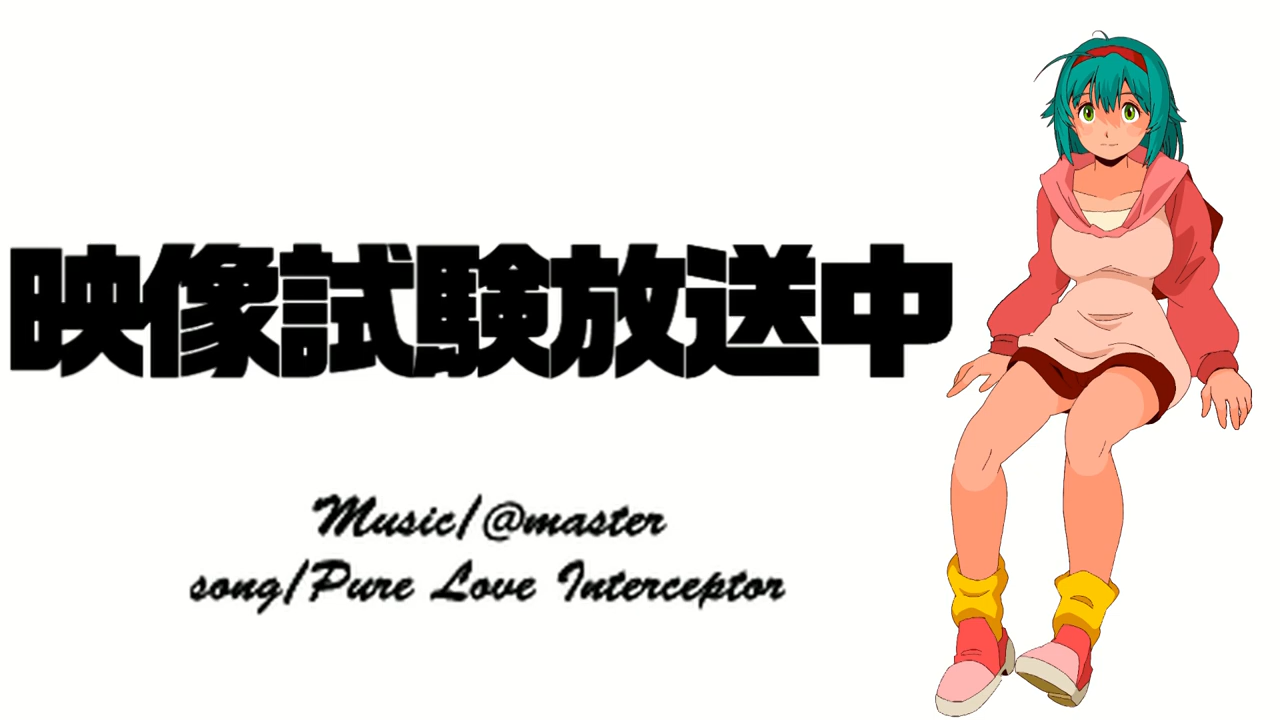 映像試験放送中
Music/@master
song/Pure Love Interceptor